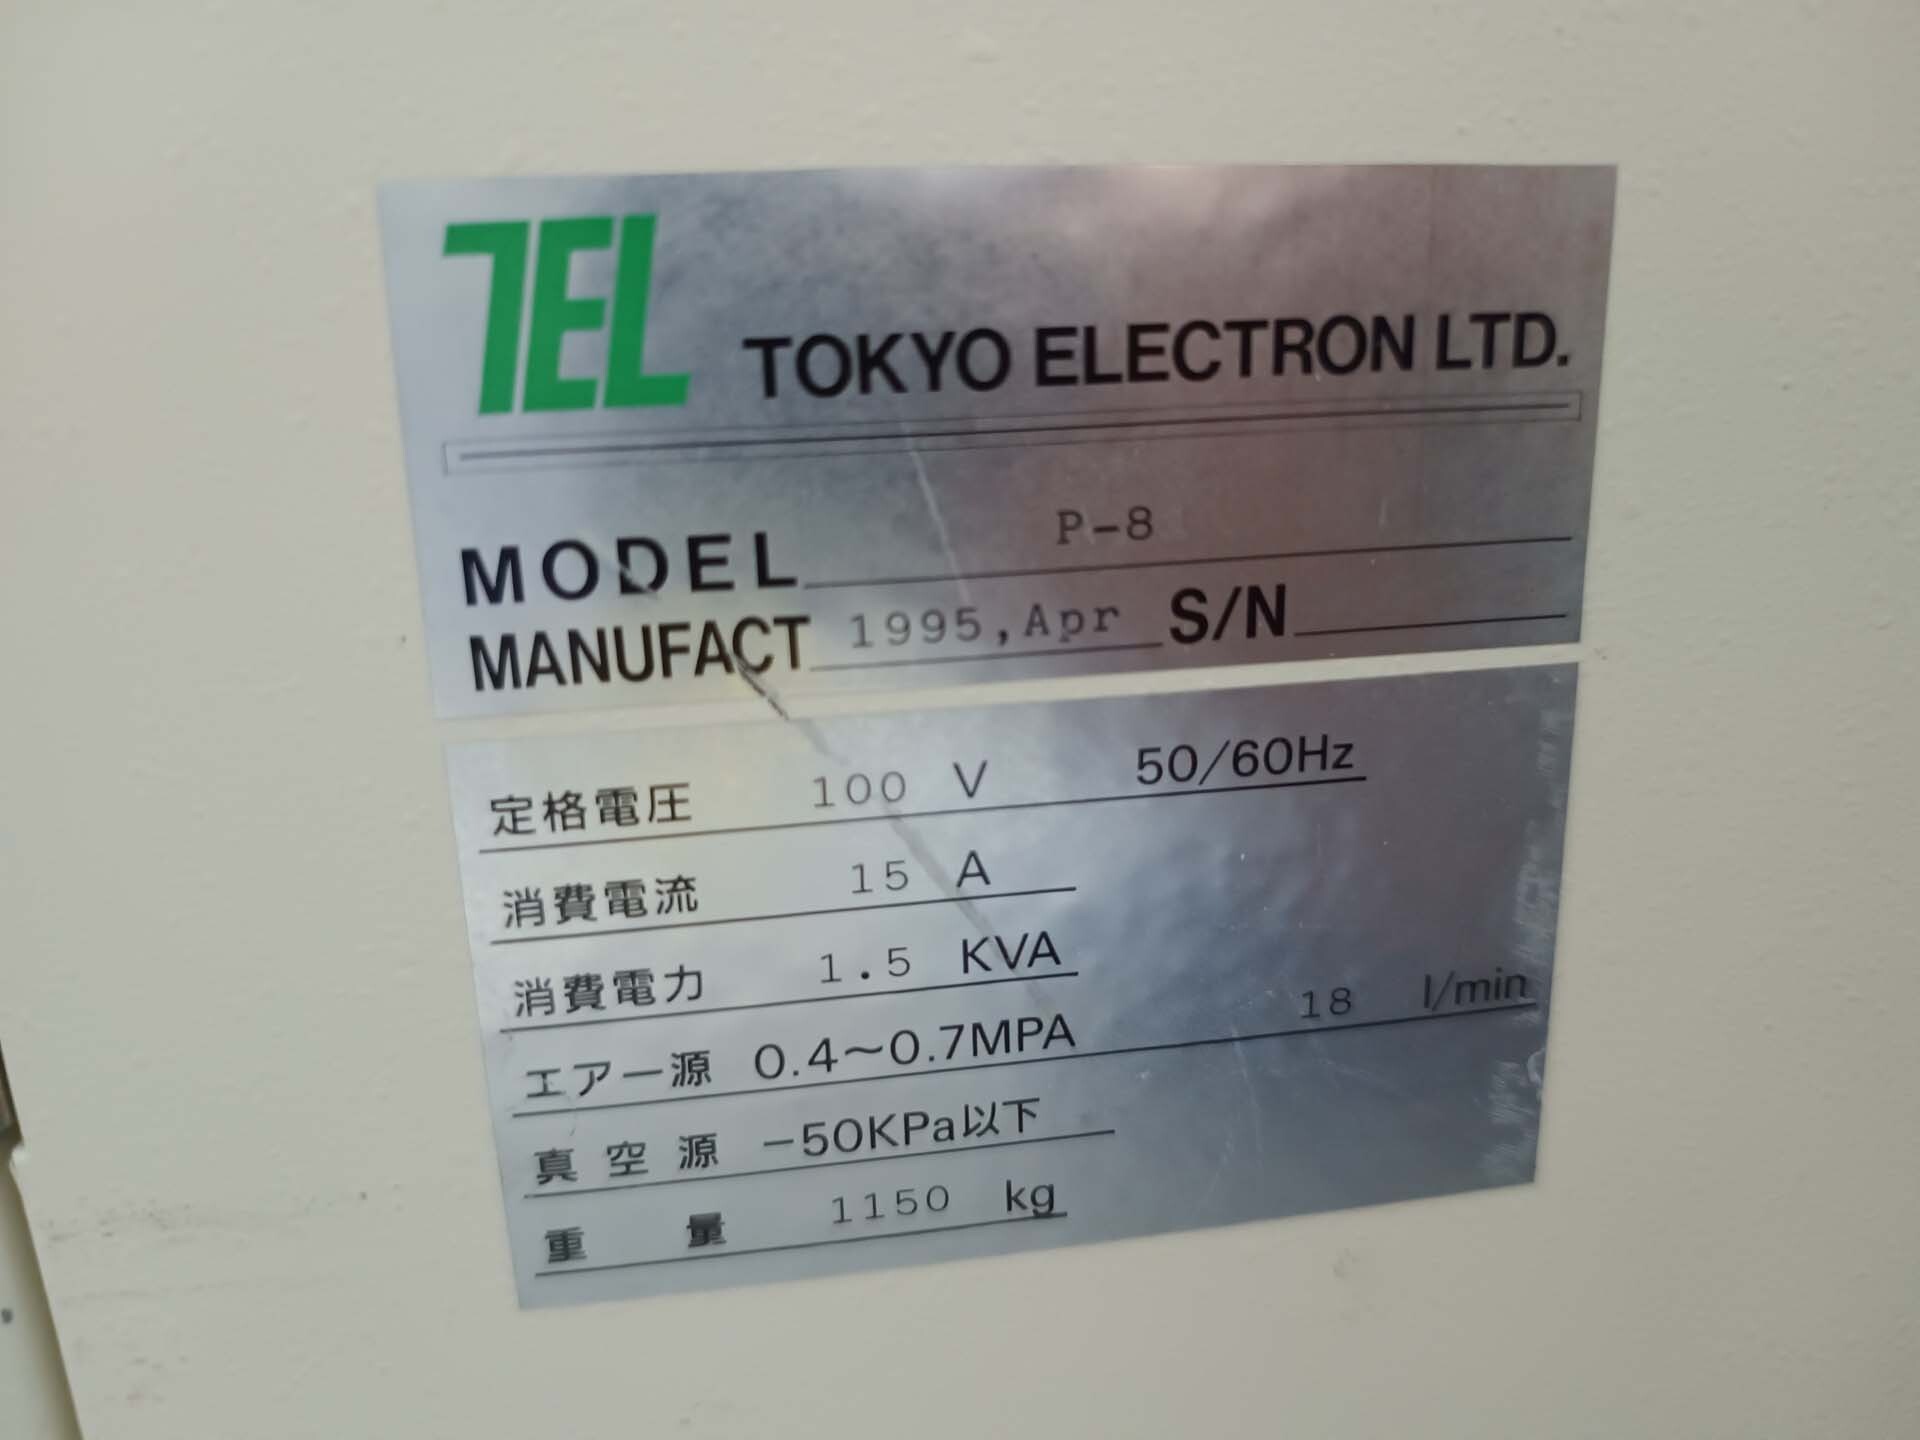 TEL TOKYO ELECTRON LTD.
MODEL P-8
MANUFACT 1995,Apr S/N
定格電圧 100 V 50/60Hz
消費電流 15 A
消費電力 1.5 KVA
エアー源 0.4～0.7MPA 18 l/min
真空源 －50KPa以下
重量 1150 kg